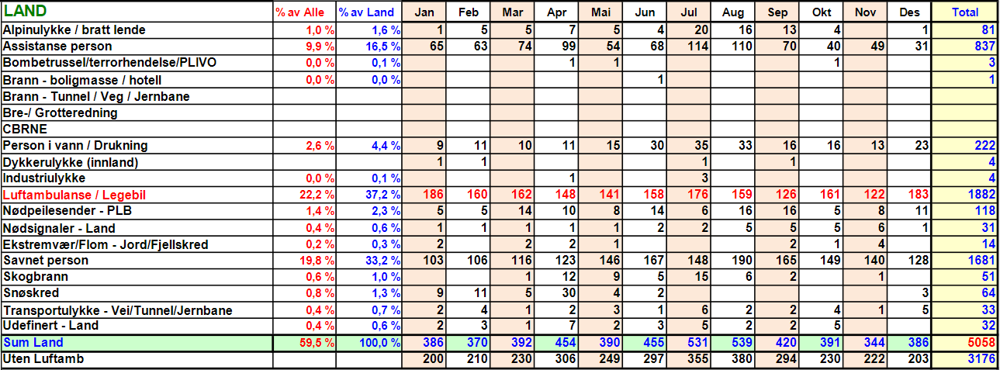 LAND % av Alle % av Land Jan Feb Mar Apr Mai Jun Jul Aug Sep Okt Nov Des Total
Alpinulykke / bratt lende 1,0 % 1,6 % 1 5 5 7 5 4 20 16 13 4 1 81
Assistanse person 9,9 % 16,5 % 65 63 74 99 54 68 114 110 70 40 49 31 837
Bombetrussel/terrorhendelse/PLIVO 0,0 % 0,1 % 1 1 1 3
Brann - boligmasse / hotell 0,0 % 0,0 % 1 1
Brann - Tunnel / Veg / Jernbane
Bre-/ Grotteredning
CBRNE
Person i vann / Drukning 2,6 % 4,4 % 9 11 10 11 15 30 35 33 16 16 13 23 222
Dykkerulykke (innland) 1 1 1 1 4
Industriulykke 0,0 % 0,1 % 1 3 4
Luftambulanse / Legebil 22,2 % 37,2 % 186 160 162 148 141 158 176 159 126 161 122 183 1882
Nødpeilesender - PLB 1,4 % 2,3 % 5 5 14 10 8 14 6 16 16 5 8 11 118
Nødsignaler - Land 0,4 % 0,6 % 1 1 1 1 1 2 2 5 5 5 6 1 31
Ekstremvær/Flom - Jord/Fjellskred 0,2 % 0,3 % 2 2 2 1 2 1 4 14
Savnet person 19,8 % 33,2 % 103 106 116 123 146 167 148 190 165 149 140 128 1681
Skogbrann 0,6 % 1,0 % 1 12 9 5 15 6 2 1 51
Snøskred 0,8 % 1,3 % 9 11 5 30 4 2 3 64
Transportulykke - Vei/Tunnel/Jernbane 0,4 % 0,7 % 2 4 1 2 3 1 6 2 2 4 1 5 33
Udefinert - Land 0,4 % 0,6 % 2 3 1 7 2 3 5 2 2 5 32
Sum Land 59,5 % 100,0 % 386 370 392 454 390 455 531 539 420 391 344 386 5058
Uten Luftamb 200 210 230 306 249 297 355 380 294 230 222 203 3176